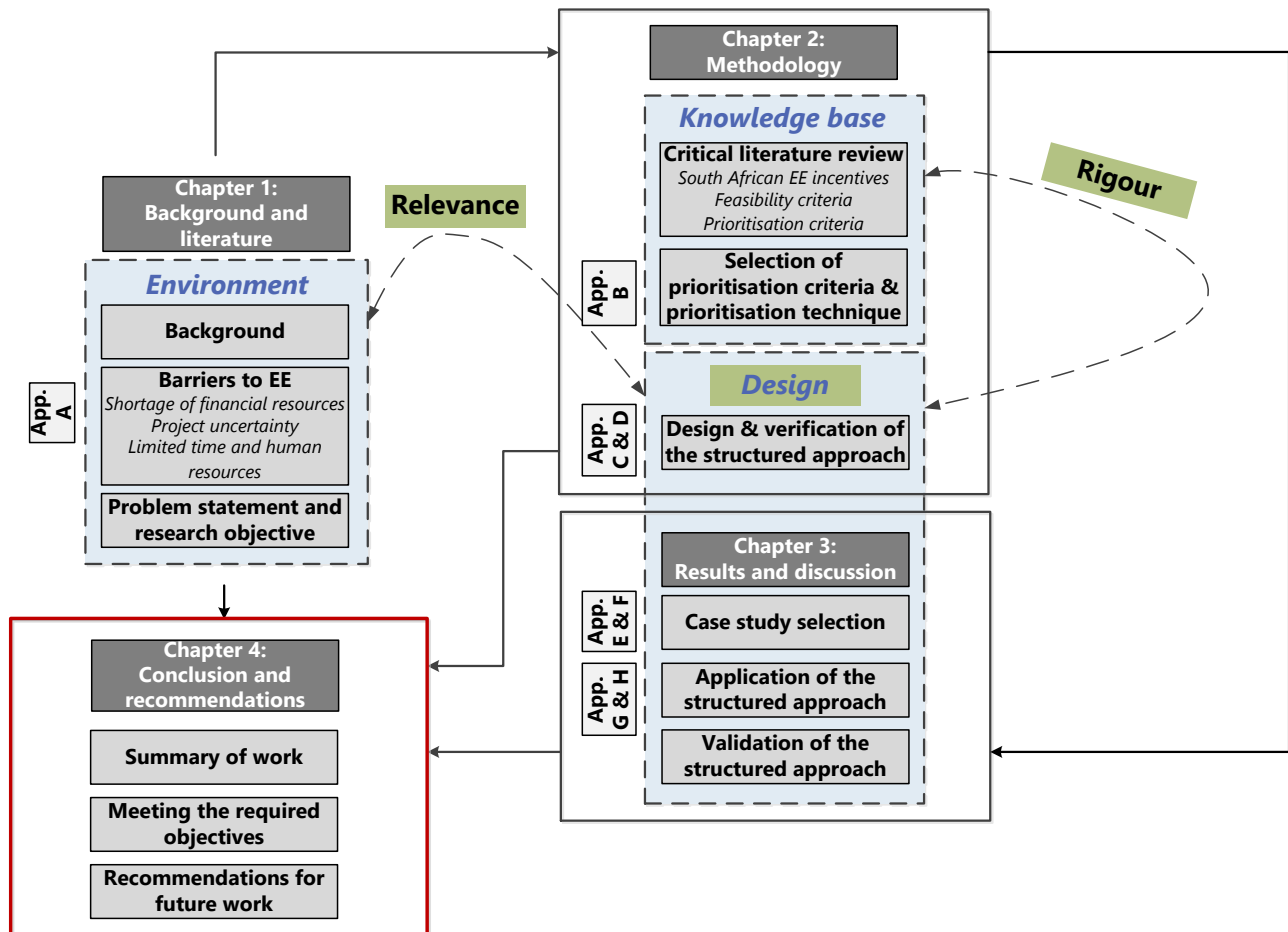 Chapter 1:
Background and
literature
Environment
Background
App.
A
Barriers to EE
Shortage of financial resources
Project uncertainty
Limited time and human
resources
Problem statement and
research objective
Relevance
Chapter 2:
Methodology
Knowledge base
Critical literature review
South African EE incentives
Feasibility criteria
Prioritisation criteria
App.
B
Selection of
prioritisation criteria &
prioritisation technique
Rigour
Design
App.
C & D
Design & verification of
the structured approach
Chapter 3:
Results and discussion
App.
E & F
Case study selection
App.
G & H
Application of the
structured approach
Validation of the
structured approach
Chapter 4:
Conclusion and
recommendations
Summary of work
Meeting the required
objectives
Recommendations for
future work